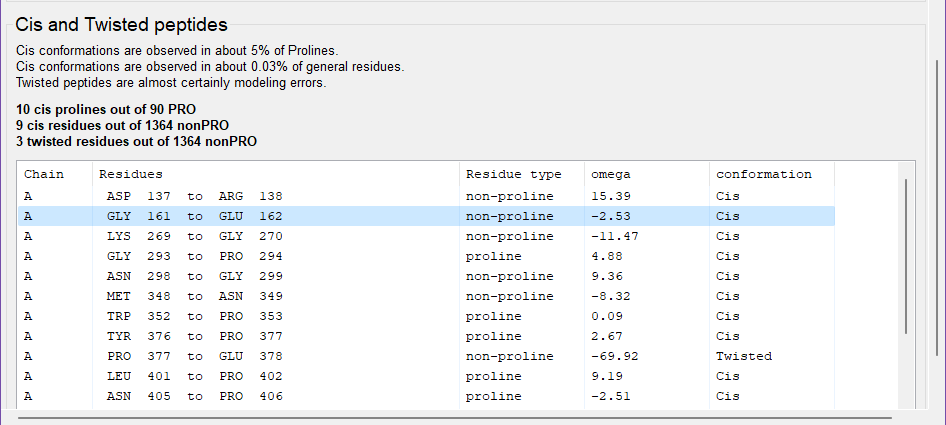 Cis and Twisted peptides
Cis conformations are observed in about 5% of Prolines.
Cis conformations are observed in about 0.03% of general residues.
Twisted peptides are almost certainly modeling errors.
10 cis prolines out of 90 PRO
9 cis residues out of 1364 nonPRO
3 twisted residues out of 1364 nonPRO
Chain Residues Residue type omega conformation
A ASP 137 to ARG 138 non-proline 15.39 Cis
A GLY 161 to GLU 162 non-proline -2.53 Cis
A LYS 269 to GLY 270 non-proline -11.47 Cis
A GLY 293 to PRO 294 proline 4.88 Cis
A ASN 298 to GLY 299 non-proline 9.36 Cis
A MET 348 to ASN 349 non-proline -8.32 Cis
A TRP 352 to PRO 353 proline 0.09 Cis
A TYR 376 to PRO 377 proline 2.67 Cis
A PRO 377 to GLU 378 non-proline -69.92 Twisted
A LEU 401 to PRO 402 proline 9.19 Cis
A ASN 405 to PRO 406 proline -2.51 Cis